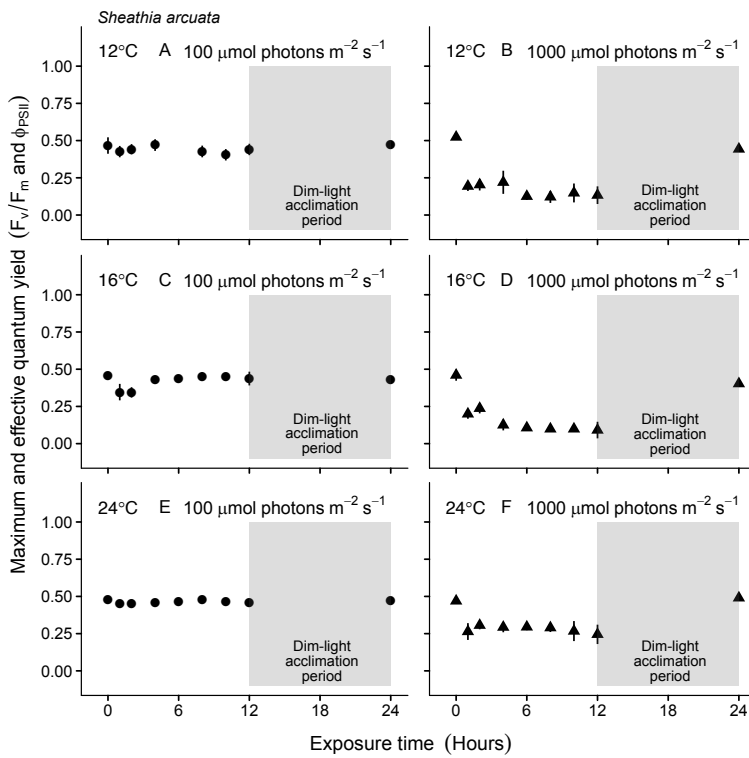 Sheathia arcuata
12°C A 100 μmol photons m⁻² s⁻¹
12°C B 1000 μmol photons m⁻² s⁻¹
1.00
0.75
0.50
0.25
0.00
Dim-light
acclimation
period
Dim-light
acclimation
period
16°C C 100 μmol photons m⁻² s⁻¹
16°C D 1000 μmol photons m⁻² s⁻¹
1.00
0.75
0.50
0.25
0.00
Dim-light
acclimation
period
Dim-light
acclimation
period
24°C E 100 μmol photons m⁻² s⁻¹
24°C F 1000 μmol photons m⁻² s⁻¹
1.00
0.75
0.50
0.25
0.00
Dim-light
acclimation
period
Dim-light
acclimation
period
0 6 12 18 24
0 6 12 18 24
Exposure time (Hours)
Maximum and effective quantum yield (Fv/Fm and ϕPSII)